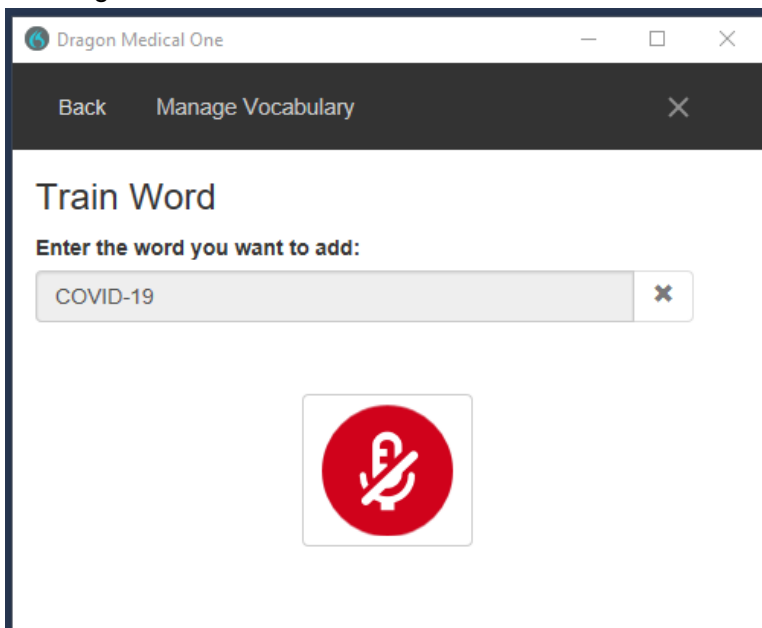 Dragon Medical One
Back Manage Vocabulary
Train Word
Enter the word you want to add:
COVID-19